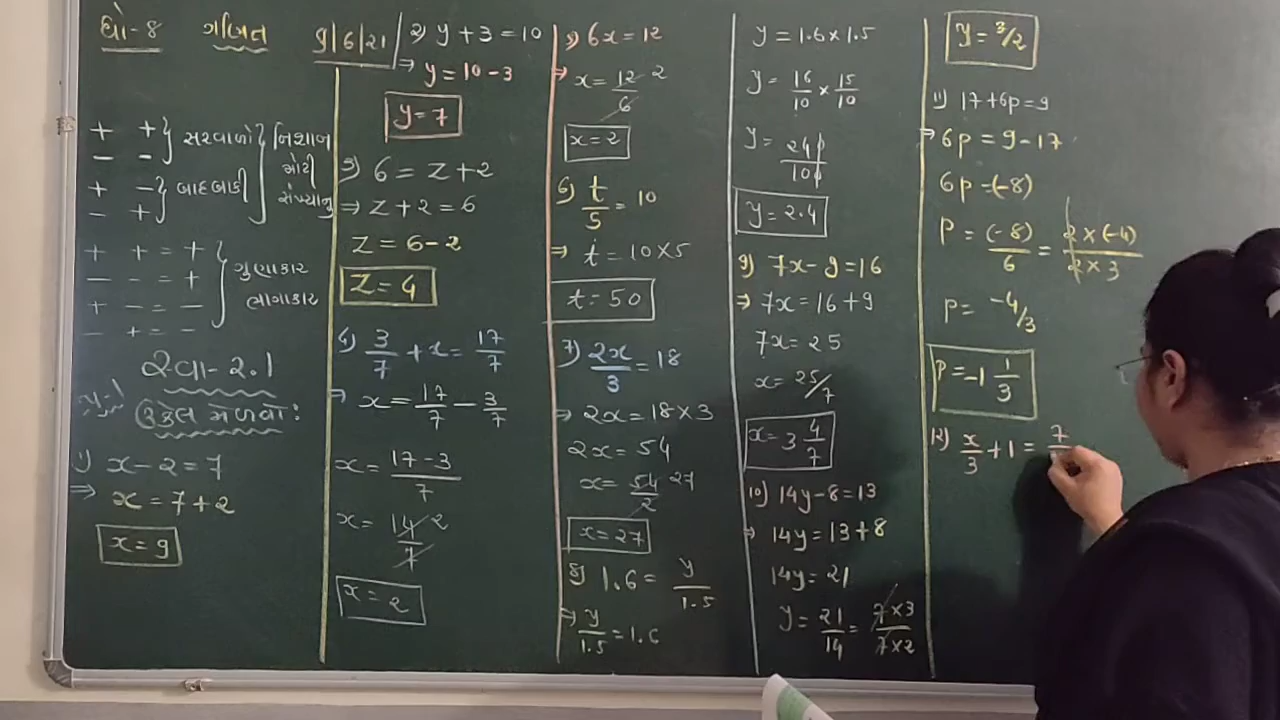 ધો-8 ગણિત 9/6/21
+ +} સરવાળો
- -}
+ -} બાદબાકી
- +}
નિશાન
મોટી
સંખ્યાનું
+ + = +
- - = +
+ - = -
- + = -
ગુણાકાર
ભાગાકાર
સ્વા-2.1
ઉકેલ મેળવો:
1) x-2=7
⇒ x=7+2
x=9
2) y+3=10
⇒ y=10-3
y=7
3) 6=z+2
⇒ z+2=6
z=6-2
z=4
4) 3/7 + x = 17/7
⇒ x = 17/7 - 3/7
x = 17-3/7
x = 14/7 2
x=2
5) 6x=12
⇒ x=12/6 2
x=2
6) t/5 = 10
⇒ t=10×5
t=50
7) 2x/3 = 18
⇒ 2x=18×3
2x=54
x=54/2 27
x=27
8) 1.6 = y/1.5
⇒ y/1.5 = 1.6
y=1.6×1.5
y=16/10 × 15/10
y=240/100
y=2.4
9) 7x-9=16
⇒ 7x=16+9
7x=25
x=25/7
x=3 4/7
10) 14y-8=13
⇒ 14y=13+8
14y=21
y=21/14 = 7×3/7×2
y=3/2
11) 17+6p=9
⇒ 6p=9-17
6p=(-8)
p=(-8)/6 = 2×(-4)/2×3
p=-4/3
p=-1 1/3
12) x/3 +1= 7